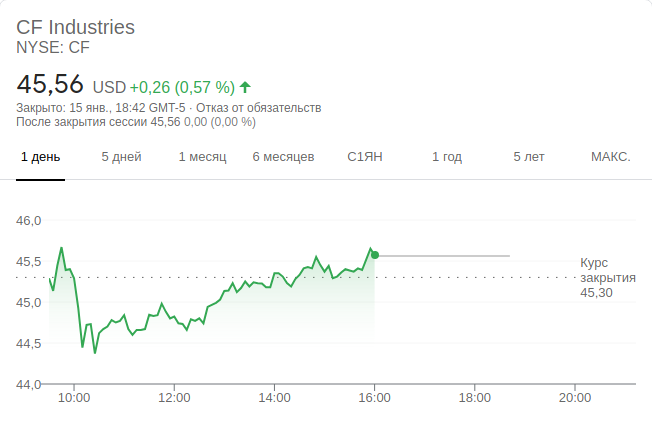 CF Industries
NYSE: CF
45,56 USD +0,26 (0,57 %)
Закрыто: 15 янв., 18:42 GMT-5 · Отказ от обязательств
После закрытия сессии 45,56 0,00 (0,00 %)
1 день 5 дней 1 месяц 6 месяцев С1ЯН 1 год 5 лет МАКС.
46,0
45,5
45,0
44,5
44,0
Курс
закрытия
45,30
10:00 12:00 14:00 16:00 18:00 20:00